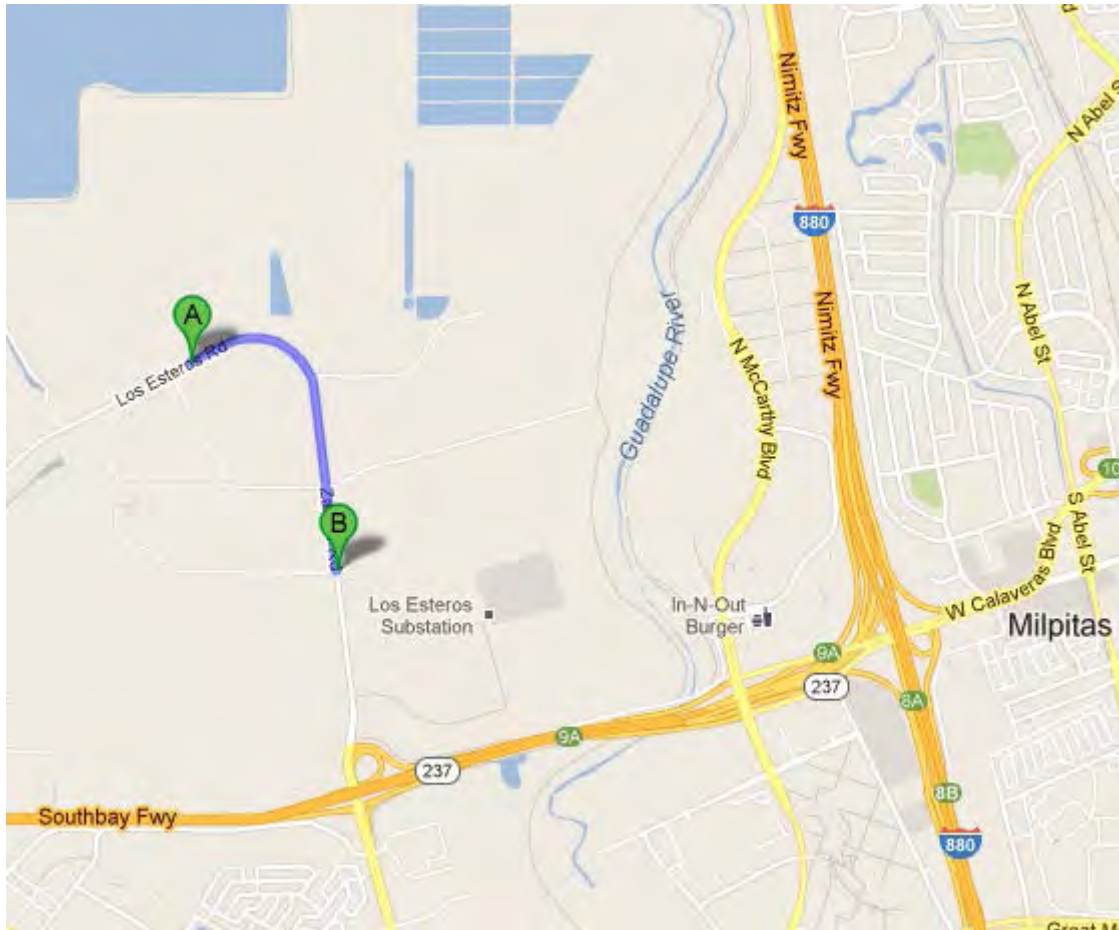 Nimitz Fwy
N Abel S
880
A
Los Esteros Rd
Guadalupe River
N McCarthy Blvd
Nimitz Fwy
N Abel St
10
B
S Abel St
Los Esteros
Substation
In-N-Out
Burger
W Calaveras Blvd
Milpitas
9A
237
8A
9A
237
8B
Southbay Fwy
880